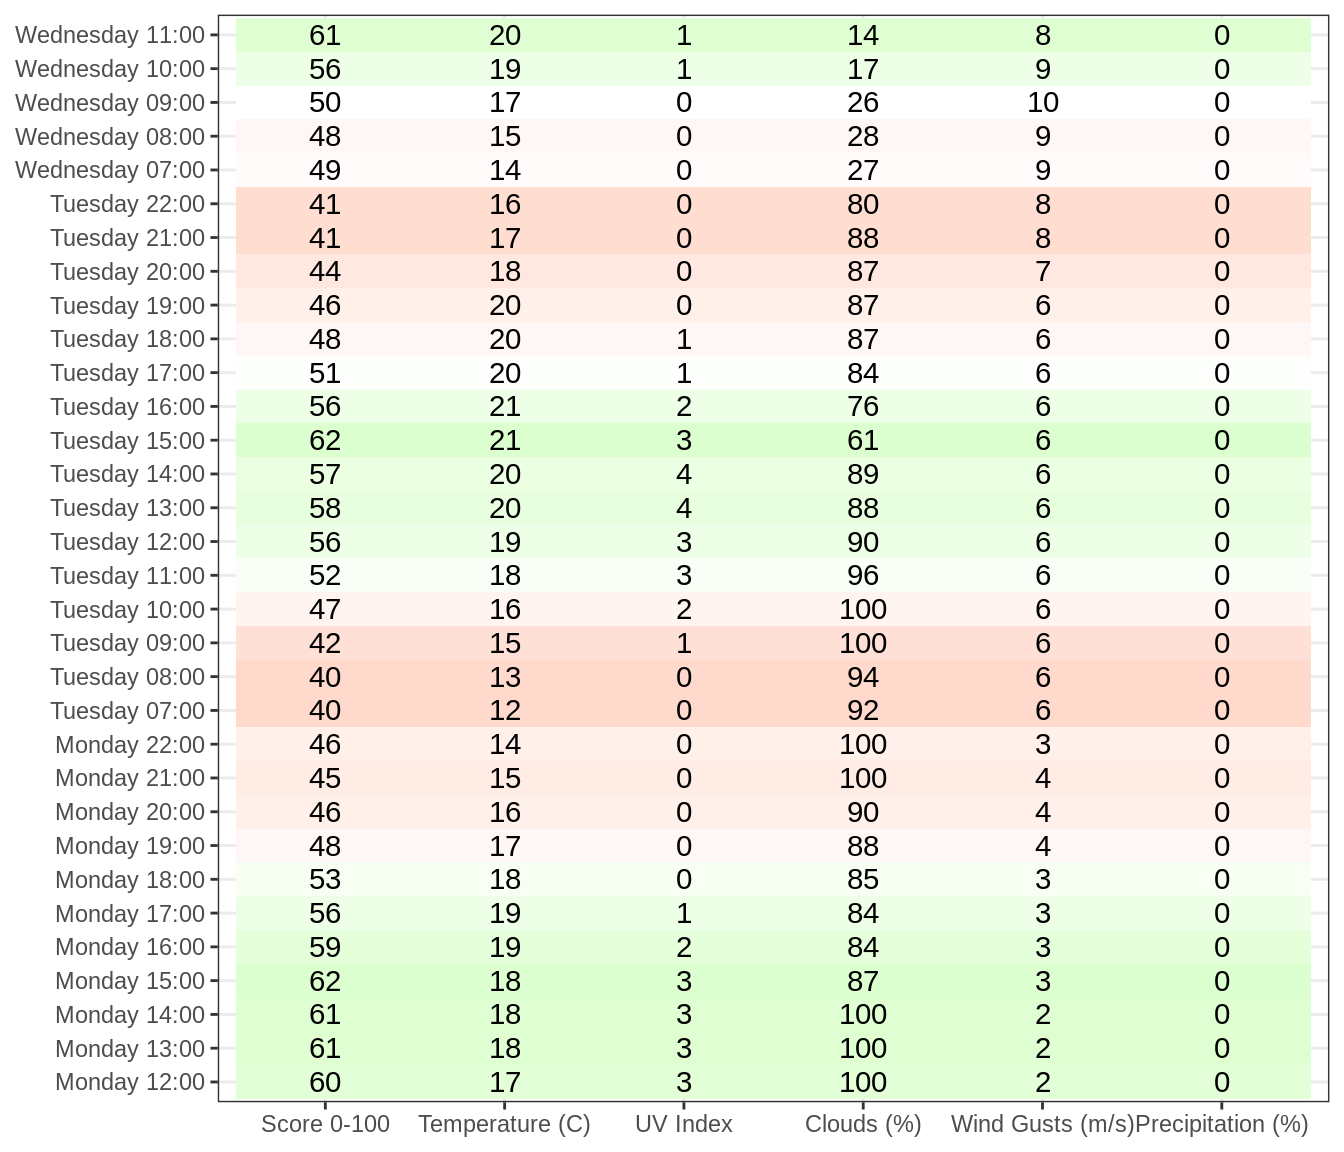 Wednesday 11:00 61 20 1 14 8 0
Wednesday 10:00 56 19 1 17 9 0
Wednesday 09:00 50 17 0 26 10 0
Wednesday 08:00 48 15 0 28 9 0
Wednesday 07:00 49 14 0 27 9 0
Tuesday 22:00 41 16 0 80 8 0
Tuesday 21:00 41 17 0 88 8 0
Tuesday 20:00 44 18 0 87 7 0
Tuesday 19:00 46 20 0 87 6 0
Tuesday 18:00 48 20 1 87 6 0
Tuesday 17:00 51 20 1 84 6 0
Tuesday 16:00 56 21 2 76 6 0
Tuesday 15:00 62 21 3 61 6 0
Tuesday 14:00 57 20 4 89 6 0
Tuesday 13:00 58 20 4 88 6 0
Tuesday 12:00 56 19 3 90 6 0
Tuesday 11:00 52 18 3 96 6 0
Tuesday 10:00 47 16 2 100 6 0
Tuesday 09:00 42 15 1 100 6 0
Tuesday 08:00 40 13 0 94 6 0
Tuesday 07:00 40 12 0 92 6 0
Monday 22:00 46 14 0 100 3 0
Monday 21:00 45 15 0 100 4 0
Monday 20:00 46 16 0 90 4 0
Monday 19:00 48 17 0 88 4 0
Monday 18:00 53 18 0 85 3 0
Monday 17:00 56 19 1 84 3 0
Monday 16:00 59 19 2 84 3 0
Monday 15:00 62 18 3 87 3 0
Monday 14:00 61 18 3 100 2 0
Monday 13:00 61 18 3 100 2 0
Monday 12:00 60 17 3 100 2 0
Score 0-100 Temperature (C) UV Index Clouds (%) Wind Gusts (m/s) Precipitation (%)